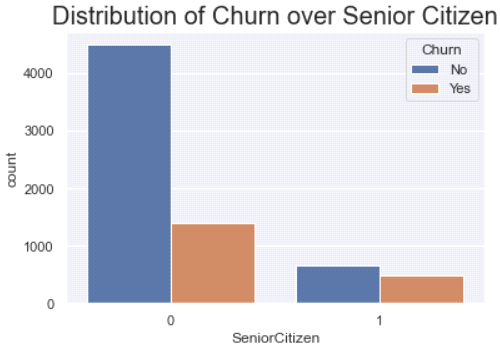 Distribution of Churn over Senior Citizen
Churn
No
Yes
4000
3000
2000
1000
0
count
0
1
SeniorCitizen